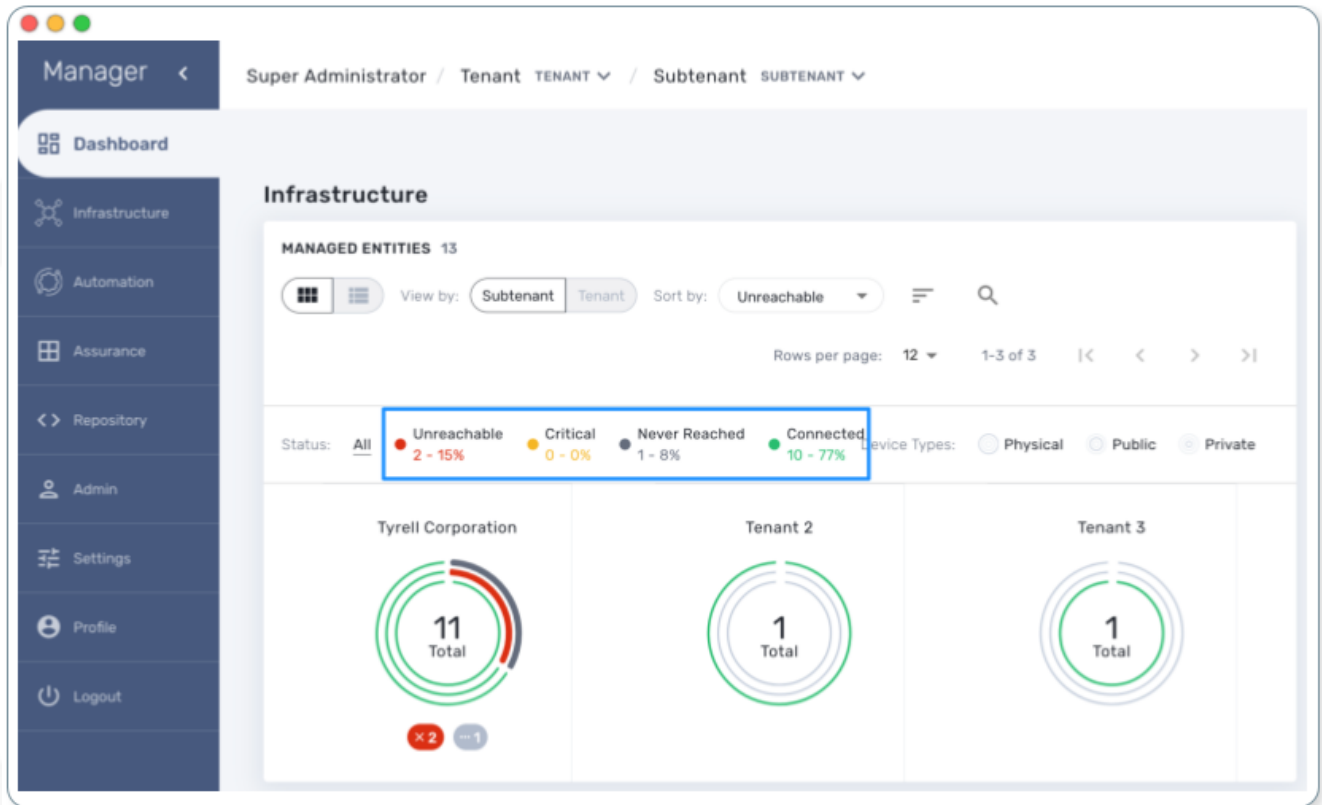 Manager <
Super Administrator / Tenant TENANT / Subtenant SUBTENANT
Dashboard
Infrastructure
Automation
Assurance
Repository
Admin
Settings
Profile
Logout
Infrastructure
MANAGED ENTITIES 13
View by: Subtenant Tenant Sort by: Unreachable
Rows per page: 12 1-3 of 3 |< < > >|
Status: All
Unreachable
2 - 15%
Critical
0 - 0%
Never Reached
1 - 8%
Connected
10 - 77%
evice Types: Physical Public Private
Tyrell Corporation
11
Total
× 2
··· 1
Tenant 2
1
Total
Tenant 3
1
Total